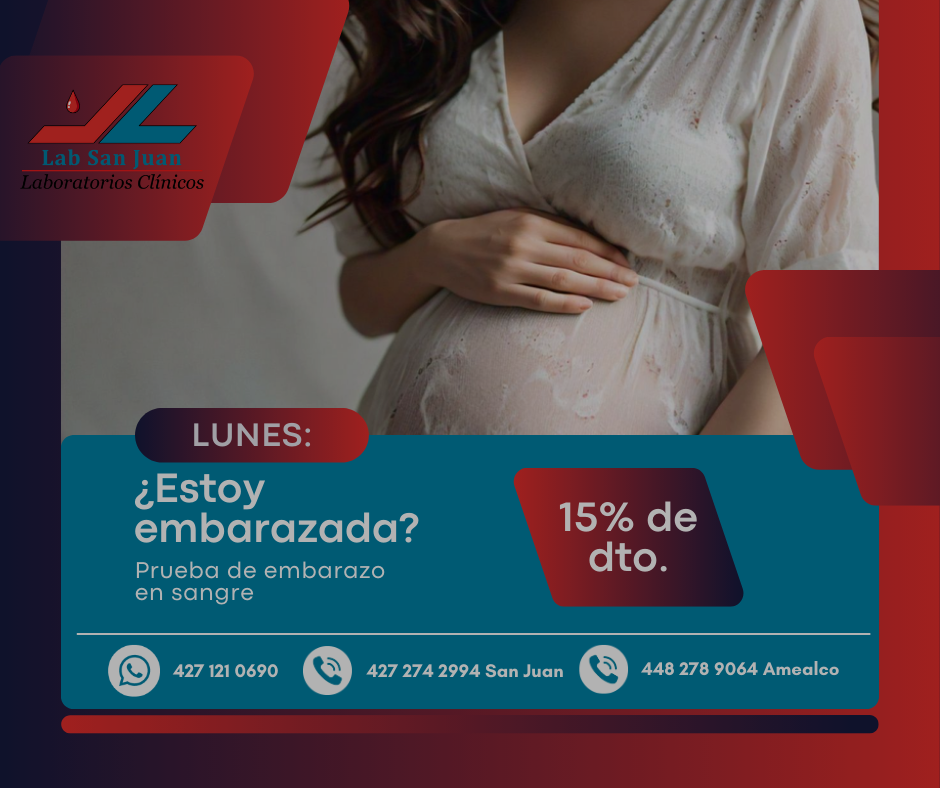 Lab San Juan
Laboratorios Clínicos
LUNES:
¿Estoy
embarazada?
Prueba de embarazo
en sangre
15% de
dto.
427 121 0690
427 274 2994 San Juan
448 278 9064 Amealco